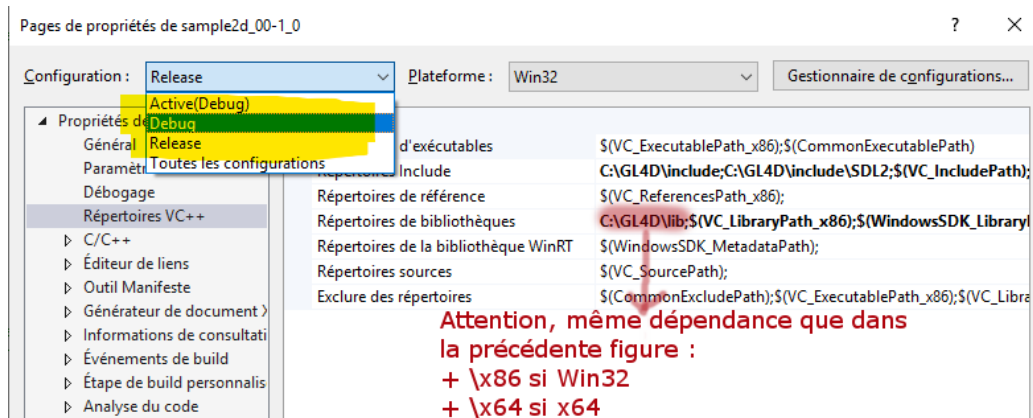 Pages de propriétés de sample2d_00-1_0 ? ×
Configuration : Release Plateforme : Win32 Gestionnaire de configurations...
Active(Debug)
Debug
Release
Toutes les configurations
Propriétés de
Général d'exécutables $(VC_ExecutablePath_x86);$(CommonExecutablePath)
Paramètr Répertoires Include C:\GL4D\include;C:\GL4D\include\SDL2;$(VC_IncludePath);
Débogage Répertoires de référence $(VC_ReferencesPath_x86);
Répertoires VC++ Répertoires de bibliothèques C:\GL4D\lib;$(VC_LibraryPath_x86);$(WindowsSDK_Libraryl
C/C++ Répertoires de la bibliothèque WinRT $(WindowsSDK_MetadataPath);
Éditeur de liens Répertoires sources $(VC_SourcePath);
Outil Manifeste Exclure des répertoires $(CommonExcludePath);$(VC_ExecutablePath_x86);$(VC_Libra
Générateur de document X
Informations de consultati
Événements de build
Étape de build personnalis
Analyse du code
Attention, même dépendance que dans
la précédente figure :
+ \x86 si Win32
+ \x64 si x64